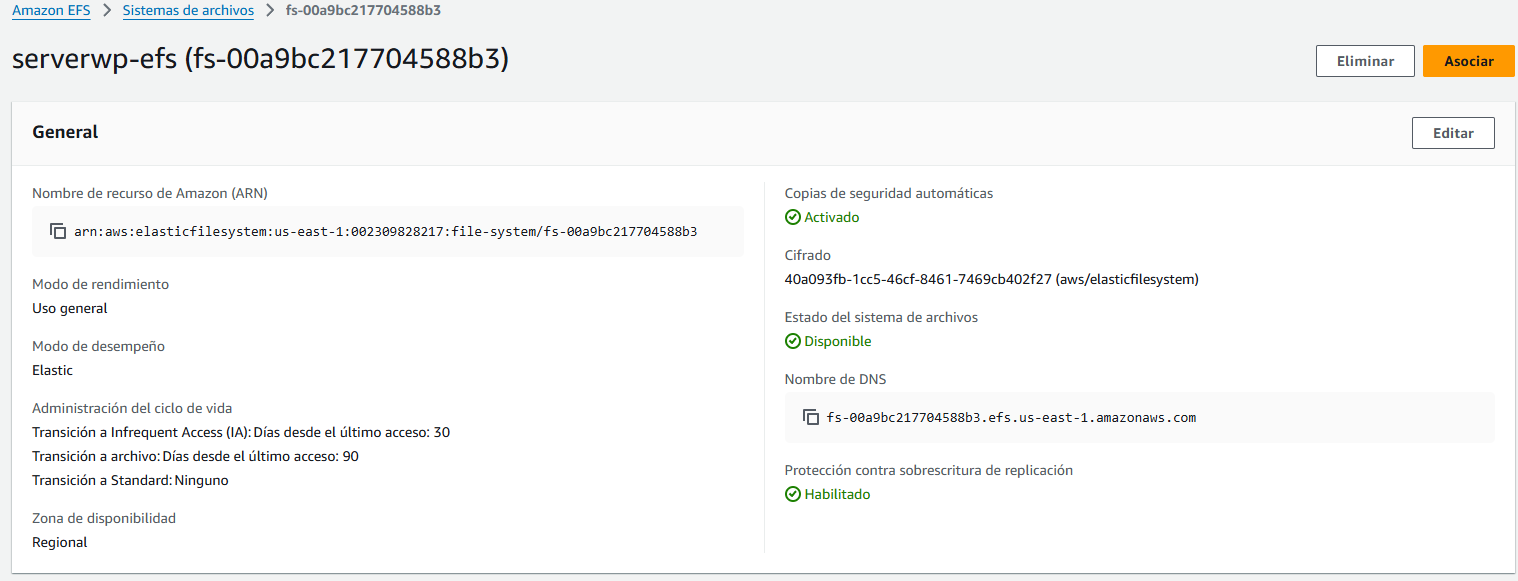 Amazon EFS > Sistemas de archivos > fs-00a9bc217704588b3
serverwp-efs (fs-00a9bc217704588b3)
Eliminar
Asociar
General
Editar
Nombre de recurso de Amazon (ARN)
arn:aws:elasticfilesystem:us-east-1:002309828217:file-system/fs-00a9bc217704588b3
Modo de rendimiento
Uso general
Modo de desempeño
Elastic
Administración del ciclo de vida
Transición a Infrequent Access (IA): Días desde el último acceso: 30
Transición a archivo: Días desde el último acceso: 90
Transición a Standard: Ninguno
Zona de disponibilidad
Regional
Copias de seguridad automáticas
Activado
Cifrado
40a093fb-1cc5-46cf-8461-7469cb402f27 (aws/elasticfilesystem)
Estado del sistema de archivos
Disponible
Nombre de DNS
fs-00a9bc217704588b3.efs.us-east-1.amazonaws.com
Protección contra sobrescritura de replicación
Habilitado